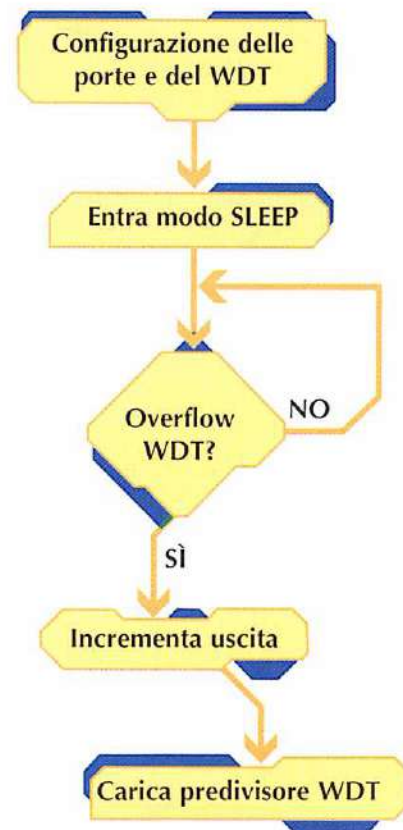 Configurazione delle
porte e del WDT
Entra modo SLEEP
Overflow
WDT?
NO
SÌ
Incrementa uscita
Carica predivisore WDT